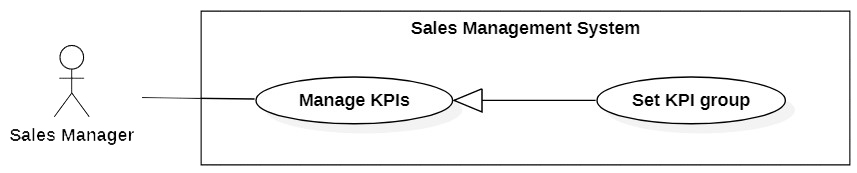 Sales Management System
Manage KPIs
Set KPI group
Sales Manager